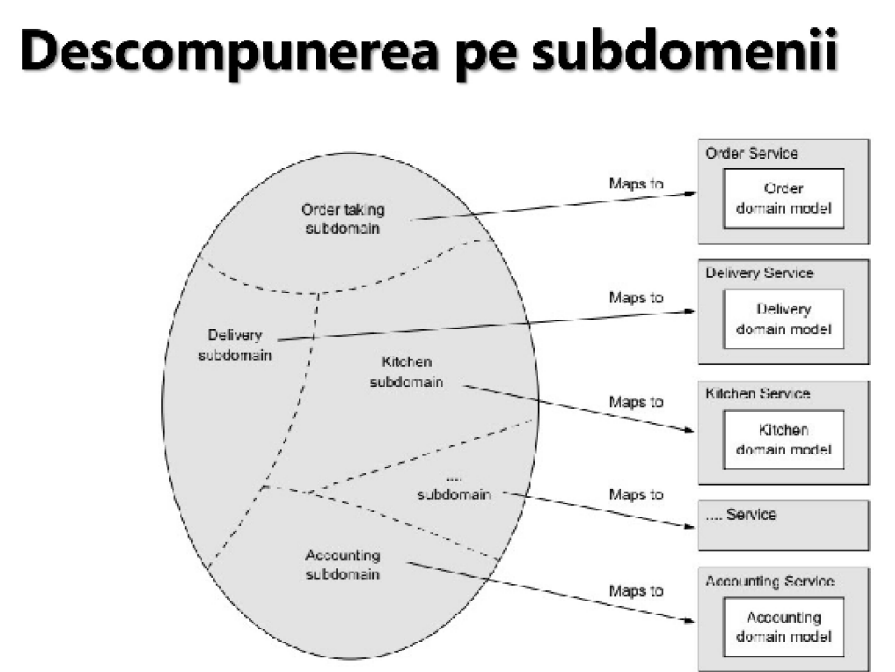 Descompunerea pe subdomenii
Order taking
subdomain
Maps to
Order Service
Order
domain model
Delivery
subdomain
Maps to
Delivery Service
Delivery
domain model
Kitchen
subdomain
Maps to
Kitchen Service
Kitchen
domain model
....
subdomain
Maps to
.... Service
Accounting
subdomain
Maps to
Accounting Service
Accounting
domain model